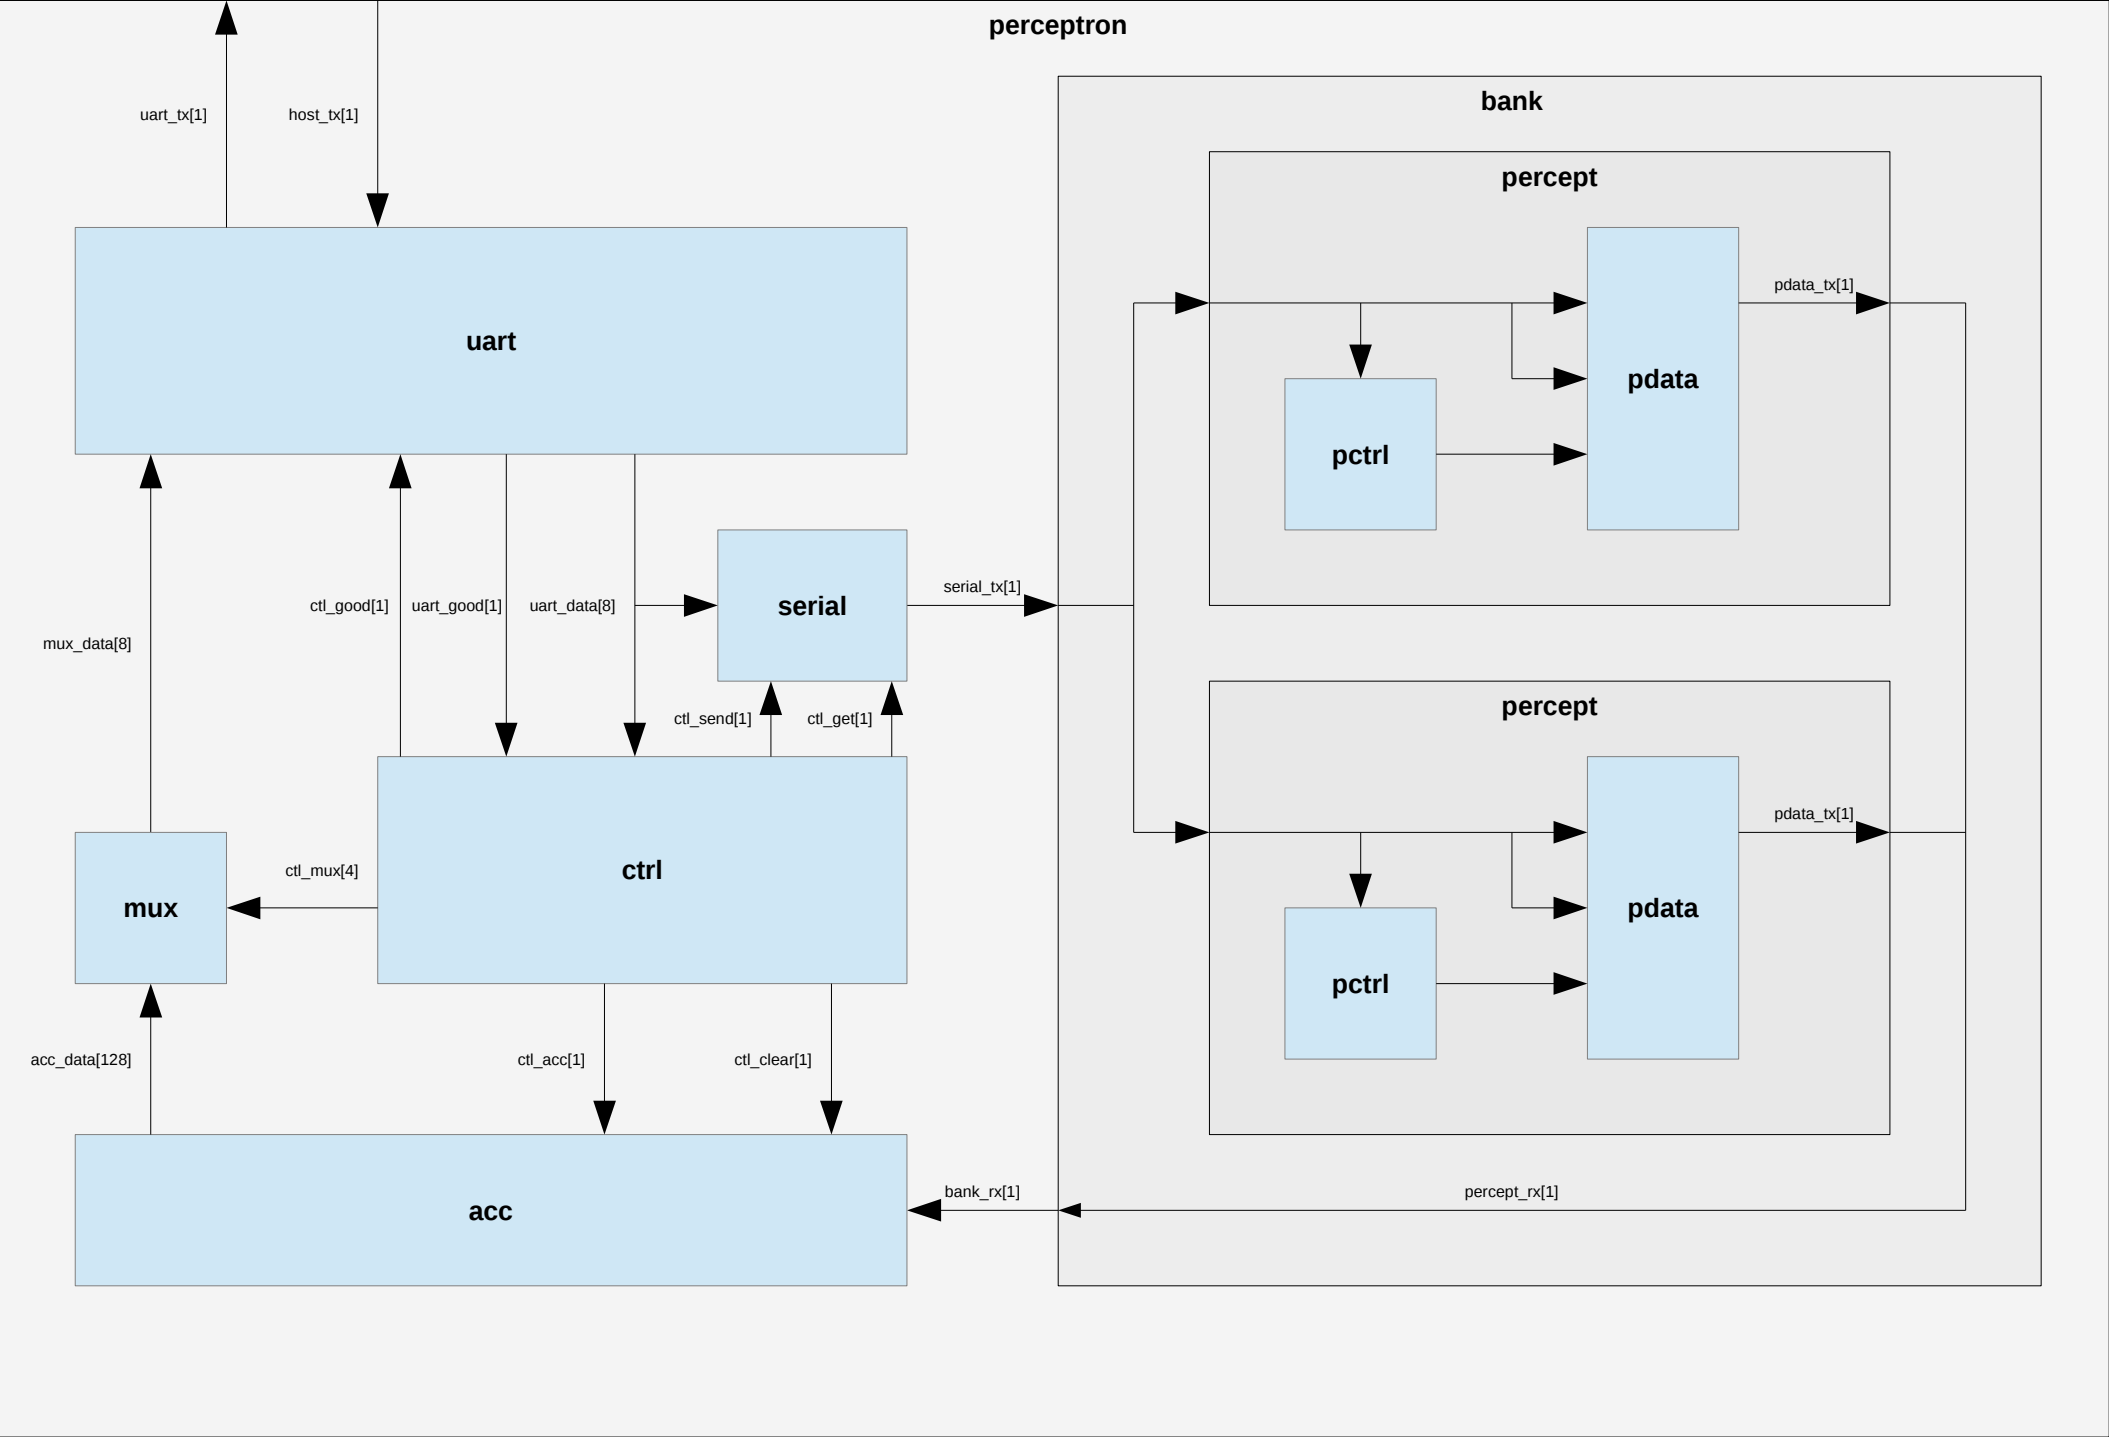 perceptron
uart_tx[1]
host_tx[1]
bank
percept
uart
pdata_tx[1]
pdata
pctrl
ctl_good[1]
uart_good[1]
uart_data[8]
serial
serial_tx[1]
mux_data[8]
ctl_send[1]
ctl_get[1]
percept
pdata_tx[1]
ctl_mux[4]
ctrl
mux
pdata
pctrl
acc_data[128]
ctl_acc[1]
ctl_clear[1]
acc
bank_rx[1]
percept_rx[1]